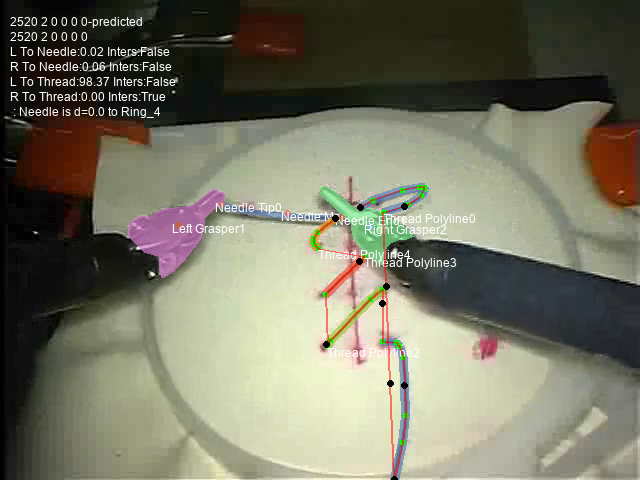 2520 2 0 0 0 0-predicted
2520 2 0 0 0 0
L To Needle:0.02 Inters:False
R To Needle:0.06 Inters:False
L To Thread:98.37 Inters:False
R To Thread:0.00 Inters:True
: Needle is d=0.0 to Ring_4
Needle Tip0
Needle
Needle
Thread Polyline0
Left Grasper1
Right Grasper2
Thread Polyline4
Thread Polyline3
Thread Polyline2